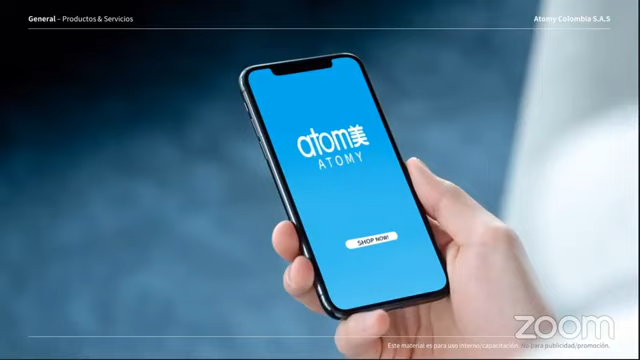 General – Productos & Servicios
Atomy Colombia S.A.S
atom美
ATOMY
SHOP NOW!
zoom
Este material es para uso interno/capacitación, no para publicidad/promoción.